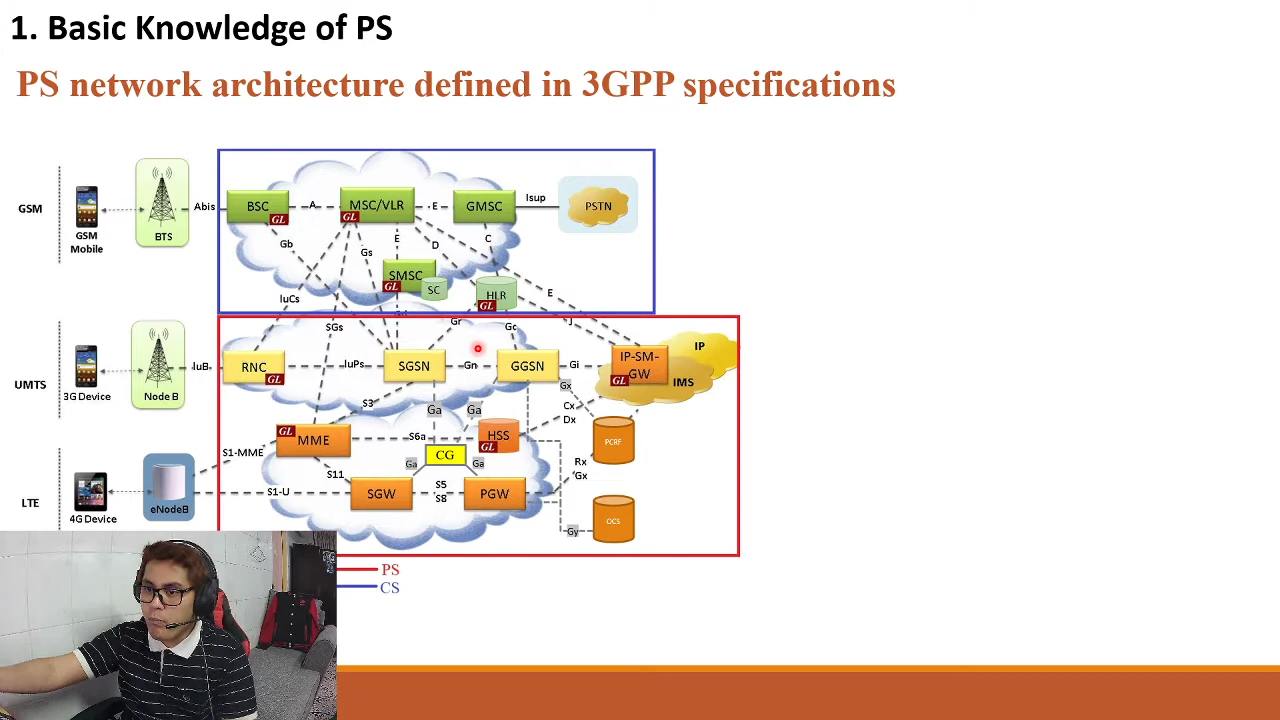 1. Basic Knowledge of PS
PS network architecture defined in 3GPP specifications
GSM
GSM
Mobile
BTS
Abis
BSC
GL
A
MSC/VLR
GL
E
GMSC
Isup
PSTN
Gb
Gs
E
D
C
SMSC
GL
SC
HLR
GL
E
J
IuCs
SGs
Gr
Gc
UMTS
3G Device
Node B
IuB
RNC
GL
IuPs
SGSN
Gn
GGSN
Gi
IP-SM-
GW
GL
IP
IMS
Gx
S3
Ga
Ga
Cx
Dx
S1-MME
GL
MME
S6a
HSS
GL
CG
PCRF
Ga
Ga
Rx
Gx
LTE
4G Device
eNodeB
S11
S1-U
SGW
S5
S8
PGW
Gy
OCS
PS
CS